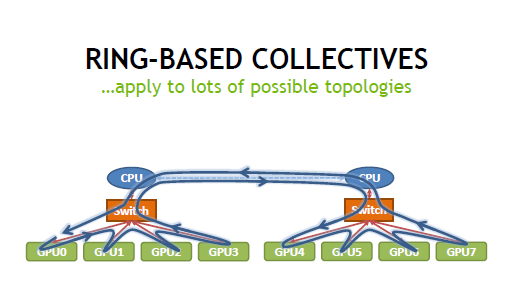 RING-BASED COLLECTIVES
…apply to lots of possible topologies
CPU CPU
Switch Switch
GPU0 GPU1 GPU2 GPU3 GPU4 GPU5 GPU6 GPU7